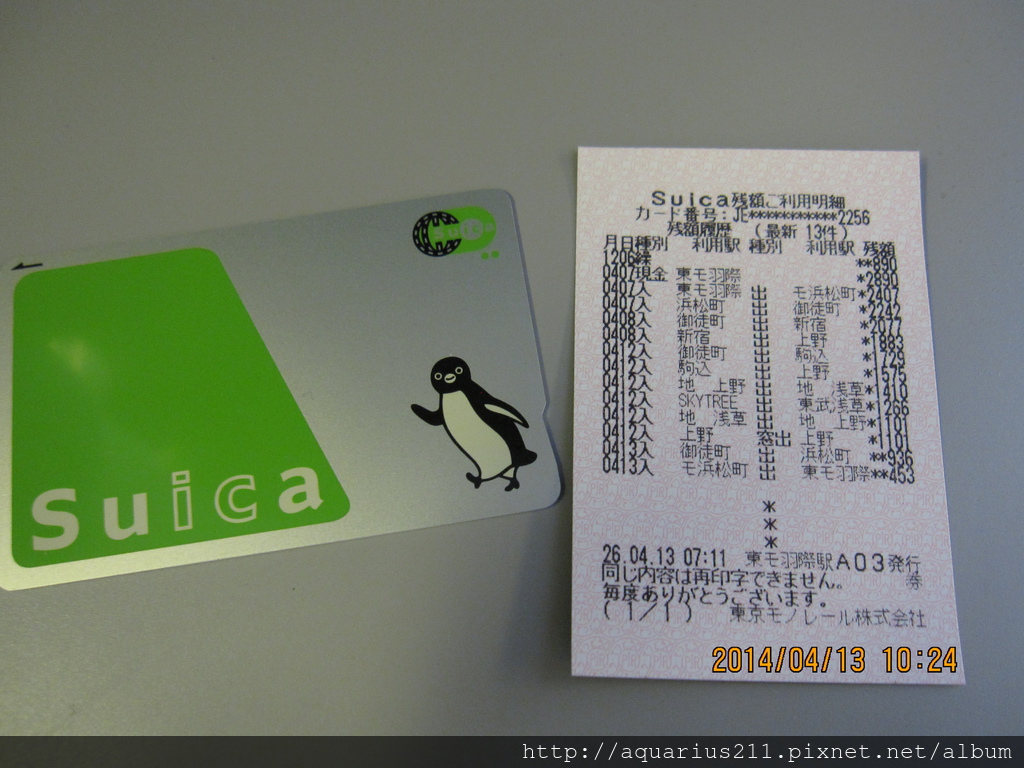 Suica
Suica
Suica残額ご利用明細
カード番号:JE***********2256
残額履歴 (最新 13件)
月日種別 利用駅 種別 利用駅 残額
1206繰 **890
0407現金 東モ羽際 *2890
0407入 東モ羽際 出 モ浜松町*2407
0407入 浜松町 出 御徒町 *2242
0408入 御徒町 出 新宿 *2077
0408入 新宿 出 上野 *1883
0412入 御徒町 出 駒込 *1729
0412入 駒込 出 上野 *1575
0412入 地 上野 出 地 浅草*1410
0412入 SKYTREE 出 東武浅草*1266
0412入 地 浅草 出 地 上野*1101
0412入 上野 窓出 上野 *1101
0413入 御徒町 出 浜松町 **936
0413入 モ浜松町 出 東モ羽際**453
*
*
*
26.04.13 07:11 東モ羽際駅A03発行
同じ内容は再印字できません。 券
毎度ありがとうございます。
(1/1) 東京モノレール株式会社
2014/04/13 10:24
http://aquarius211.pixnet.net/album